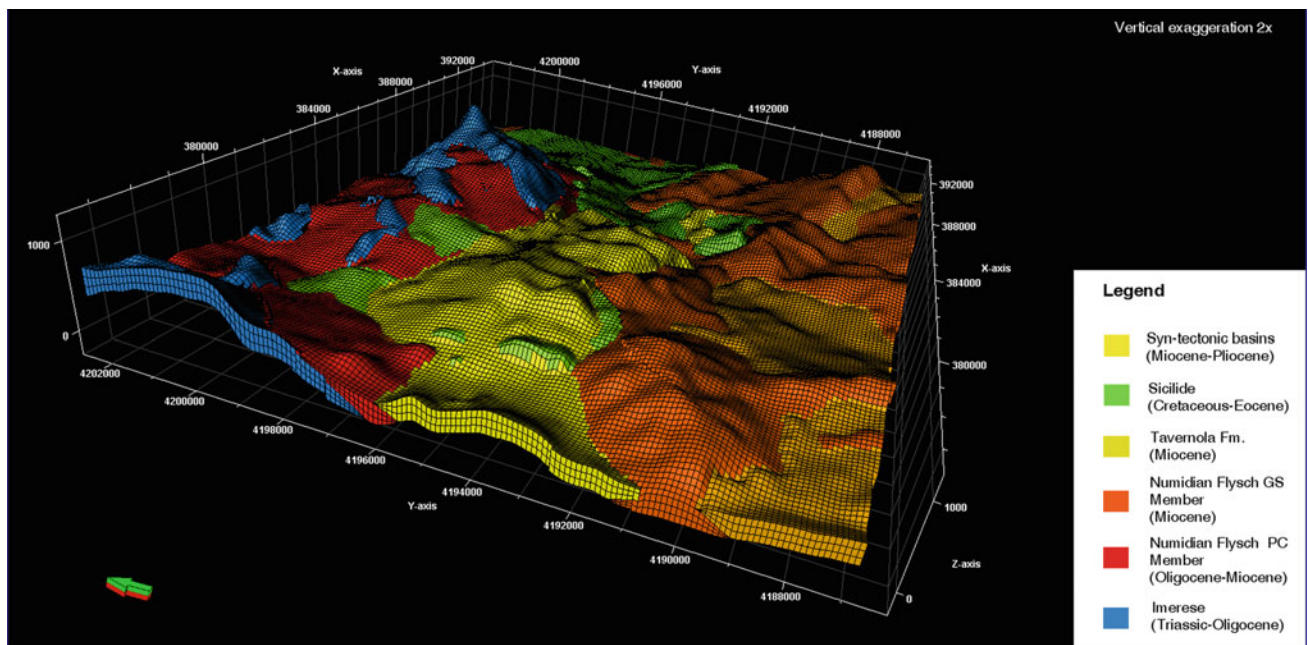 Vertical exaggeration 2x
X-axis
392000
388000
384000
380000
4200000
Y-axis
4196000
4192000
4188000
1000
0
392000
388000
X-axis
384000
380000
4202000
4200000
4198000
4196000
Y-axis
4194000
4192000
4190000
4188000
1000
Z-axis
0
Legend
Syn-tectonic basins
(Miocene-Pliocene)
Sicilide
(Cretaceous-Eocene)
Tavernola Fm.
(Miocene)
Numidian Flysch GS
Member
(Miocene)
Numidian Flysch PC
Member
(Oligocene-Miocene)
Imerese
(Triassic-Oligocene)